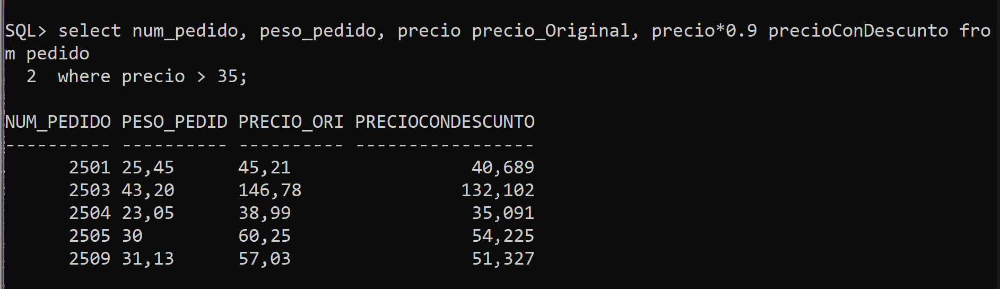 SQL> select num_pedido, peso_pedido, precio precio_Original, precio*0.9 precioConDescunto fro
m pedido
  2  where precio > 35;
NUM_PEDIDO PESO_PEDID PRECIO_ORI PRECIOCONDESCUNTO
---------- ---------- ---------- -----------------
      2501 25,45      45,21                 40,689
      2503 43,20      146,78               132,102
      2504 23,05      38,99                 35,091
      2505 30         60,25                 54,225
      2509 31,13      57,03                 51,327